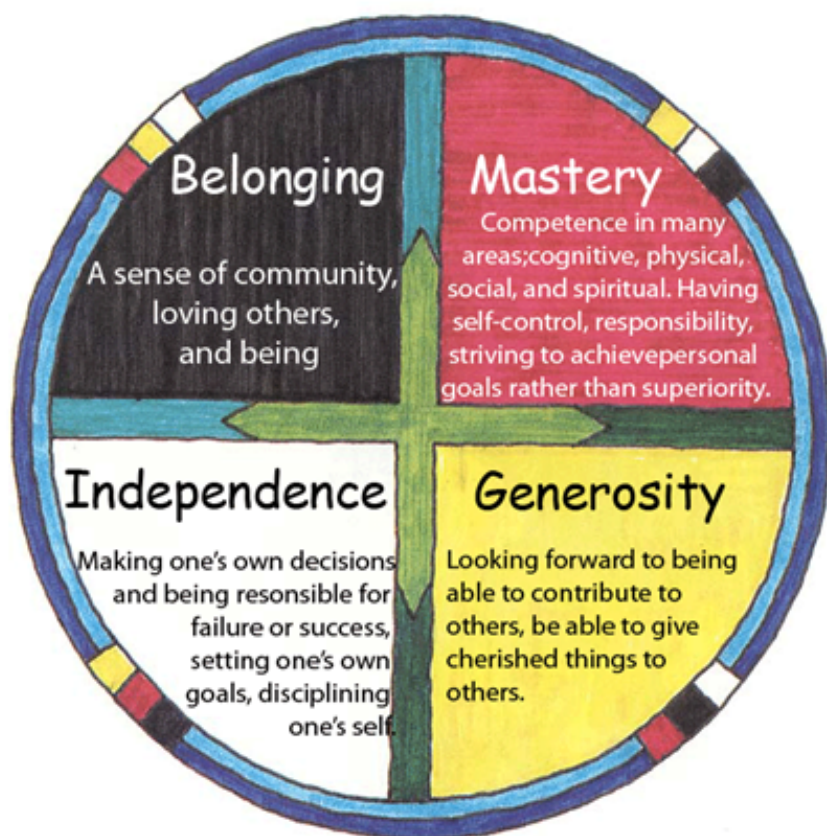 Belonging
A sense of community,
loving others,
and being
Mastery
Competence in many
areas;cognitive, physical,
social, and spiritual. Having
self-control, responsibility,
striving to achievepersonal
goals rather than superiority.
Independence
Making one's own decisions
and being resonsible for
failure or success,
setting one's own
goals, disciplining
one's self.
Generosity
Looking forward to being
able to contribute to
others, be able to give
cherished things to
others.